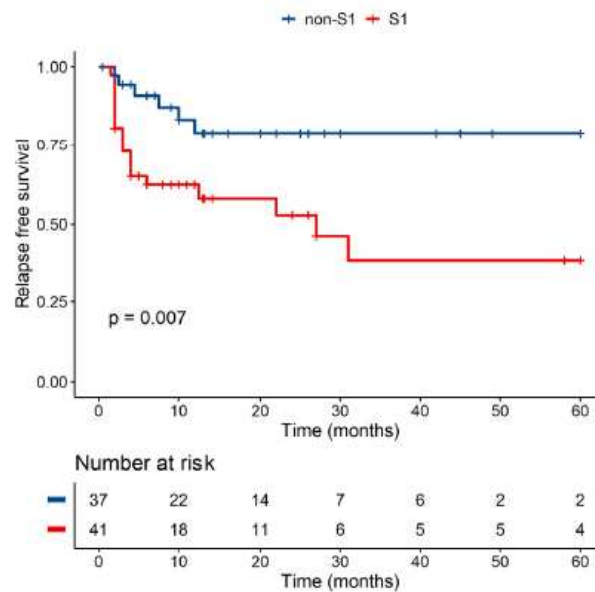 non-S1 S1
1.00
0.75
0.50
0.25
0.00
Relapse free survival
p = 0.007
0 10 20 30 40 50 60
Time (months)
Number at risk
37 22 14 7 6 2 2
41 18 11 6 5 5 4
0 10 20 30 40 50 60
Time (months)